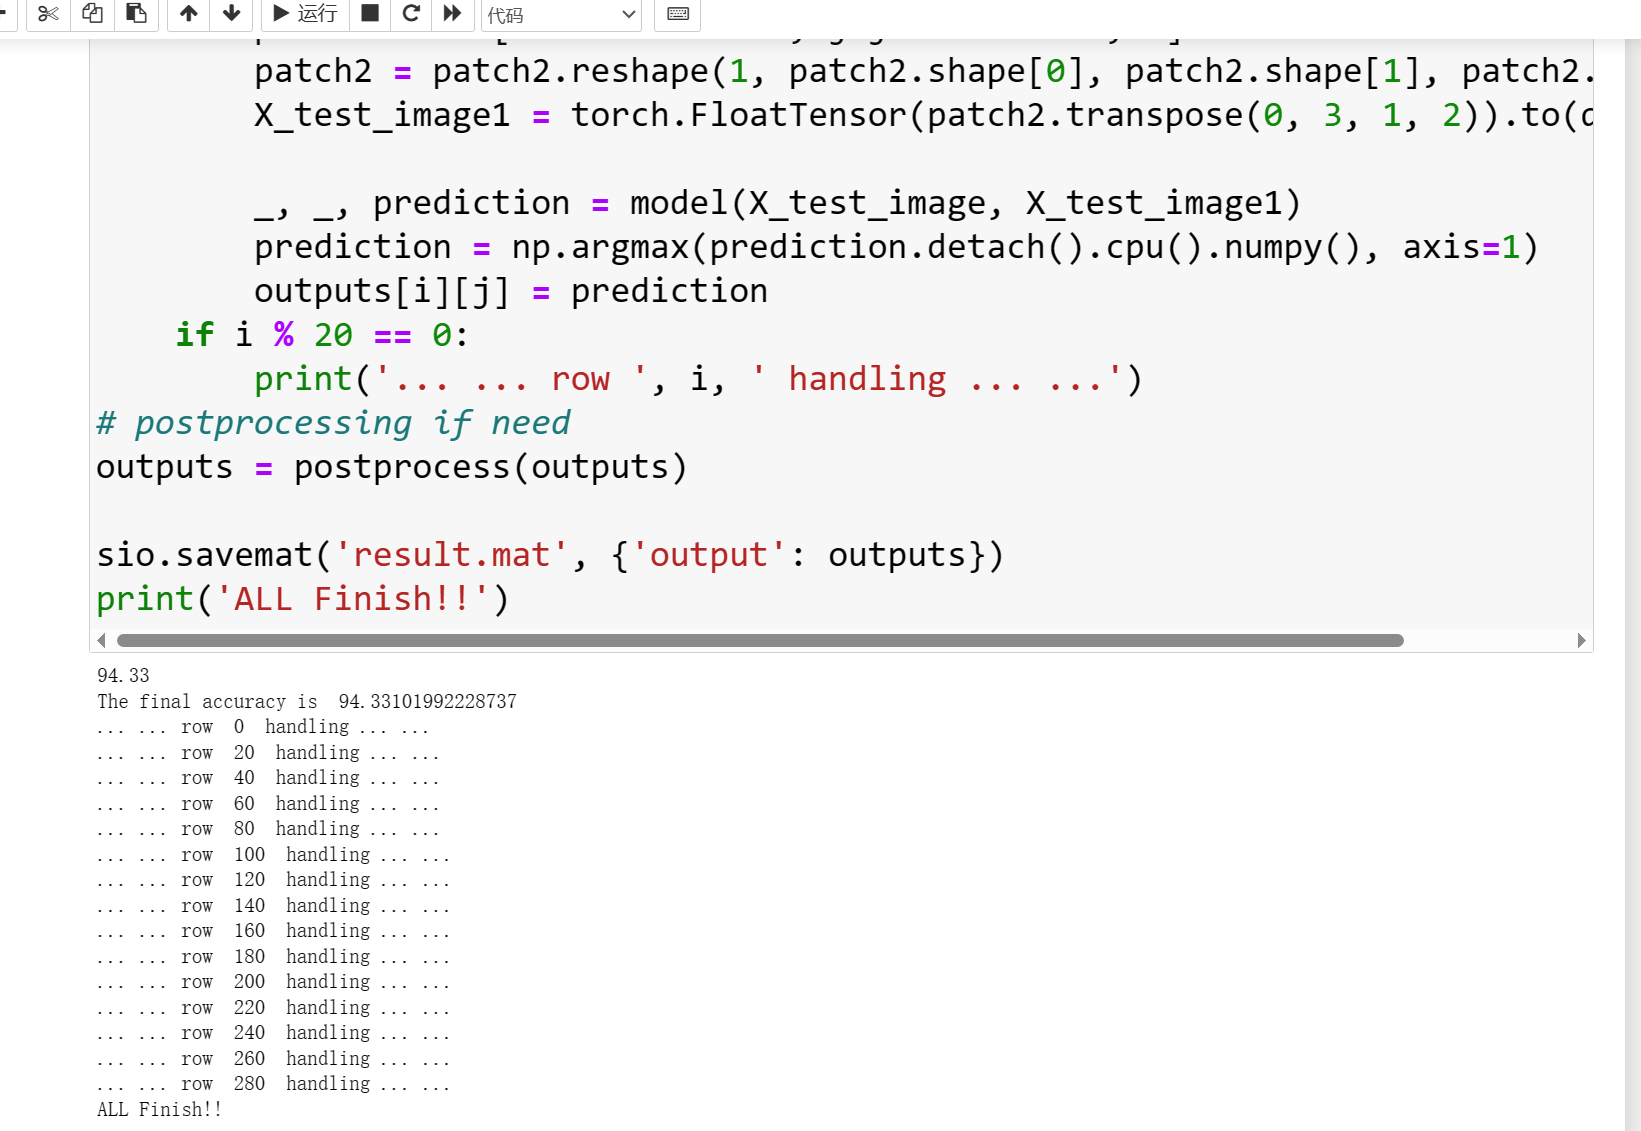 运行 代码
patch2 = patch2.reshape(1, patch2.shape[0], patch2.shape[1], patch2.
X_test_image1 = torch.FloatTensor(patch2.transpose(0, 3, 1, 2)).to(
_, _, prediction = model(X_test_image, X_test_image1)
prediction = np.argmax(prediction.detach().cpu().numpy(), axis=1)
outputs[i][j] = prediction
if i % 20 == 0:
print('... ... row ', i, ' handling ... ...')
# postprocessing if need
outputs = postprocess(outputs)
sio.savemat('result.mat', {'output': outputs})
print('ALL Finish!!')
94.33
The final accuracy is  94.33101992228737
... ... row  0  handling ... ...
... ... row  20  handling ... ...
... ... row  40  handling ... ...
... ... row  60  handling ... ...
... ... row  80  handling ... ...
... ... row  100  handling ... ...
... ... row  120  handling ... ...
... ... row  140  handling ... ...
... ... row  160  handling ... ...
... ... row  180  handling ... ...
... ... row  200  handling ... ...
... ... row  220  handling ... ...
... ... row  240  handling ... ...
... ... row  260  handling ... ...
... ... row  280  handling ... ...
ALL Finish!!